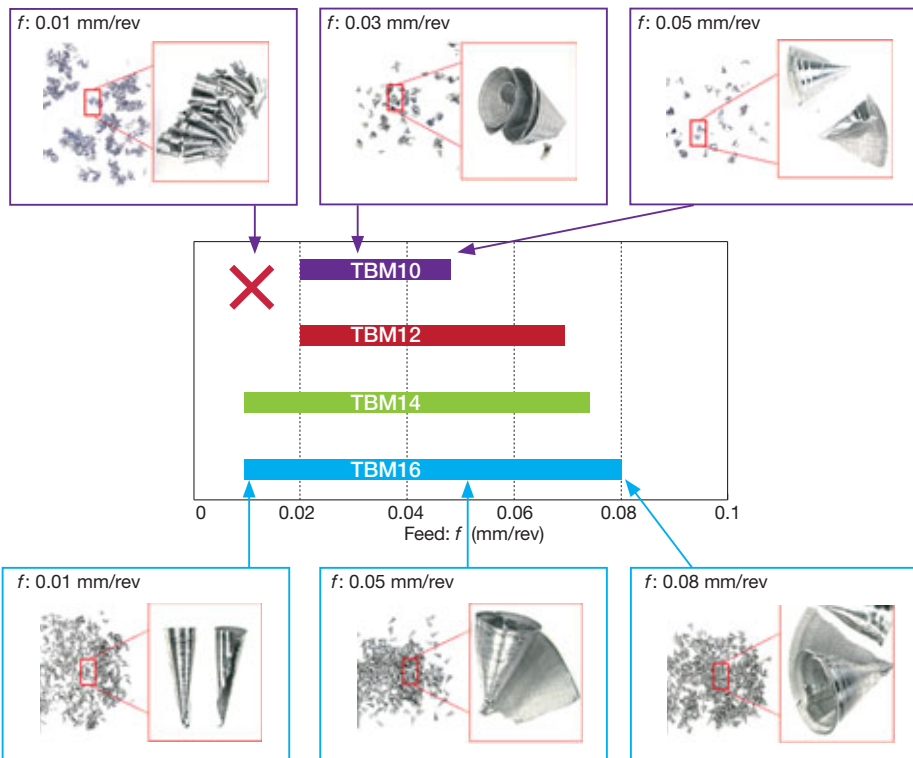 f: 0.01 mm/rev
f: 0.03 mm/rev
f: 0.05 mm/rev
TBM10
TBM12
TBM14
TBM16
0 0.02 0.04 0.06 0.08 0.1
Feed: f (mm/rev)
f: 0.01 mm/rev
f: 0.05 mm/rev
f: 0.08 mm/rev